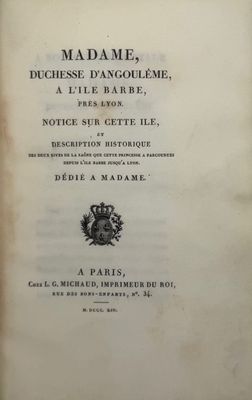 MADAME,
DUCHESSE D'ANGOULÊME,
A L'ILE BARBE,
PRÈS LYON.
NOTICE SUR CETTE ILE,
ET
DESCRIPTION HISTORIQUE
DES DEUX RIVES DE LA SAÔNE QUE CETTE PRINCESSE A PARCOURUES
DEPUIS L'ILE BARBE JUSQU'A LYON.
DÉDIÉ A MADAME.
A PARIS,
CHEZ L. G. MICHAUD, IMPRIMEUR DU ROI,
RUE DES BONS-ENFANTS, Nº. 34.
M. DCCC. XIV.